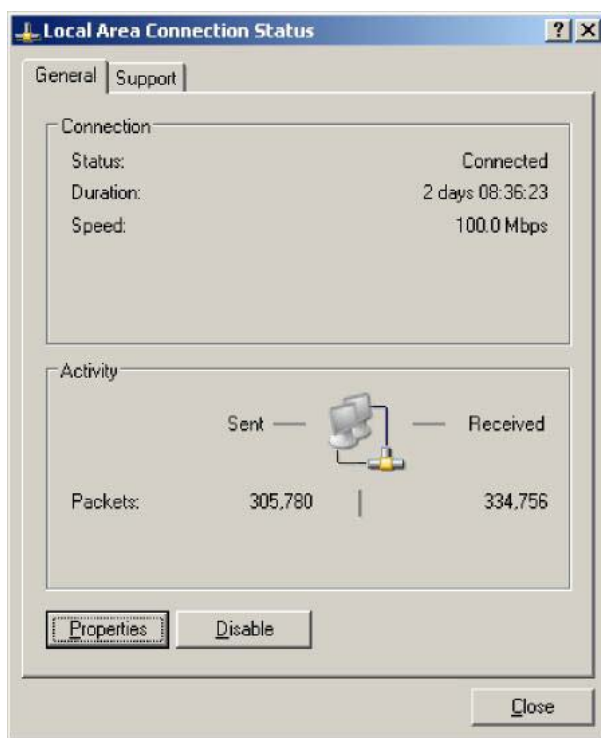 Local Area Connection Status
General Support
Connection
Status: Connected
Duration: 2 days 08:36:23
Speed: 100.0 Mbps
Activity
Sent Received
Packets: 305,780 334,756
Properties Disable
Close